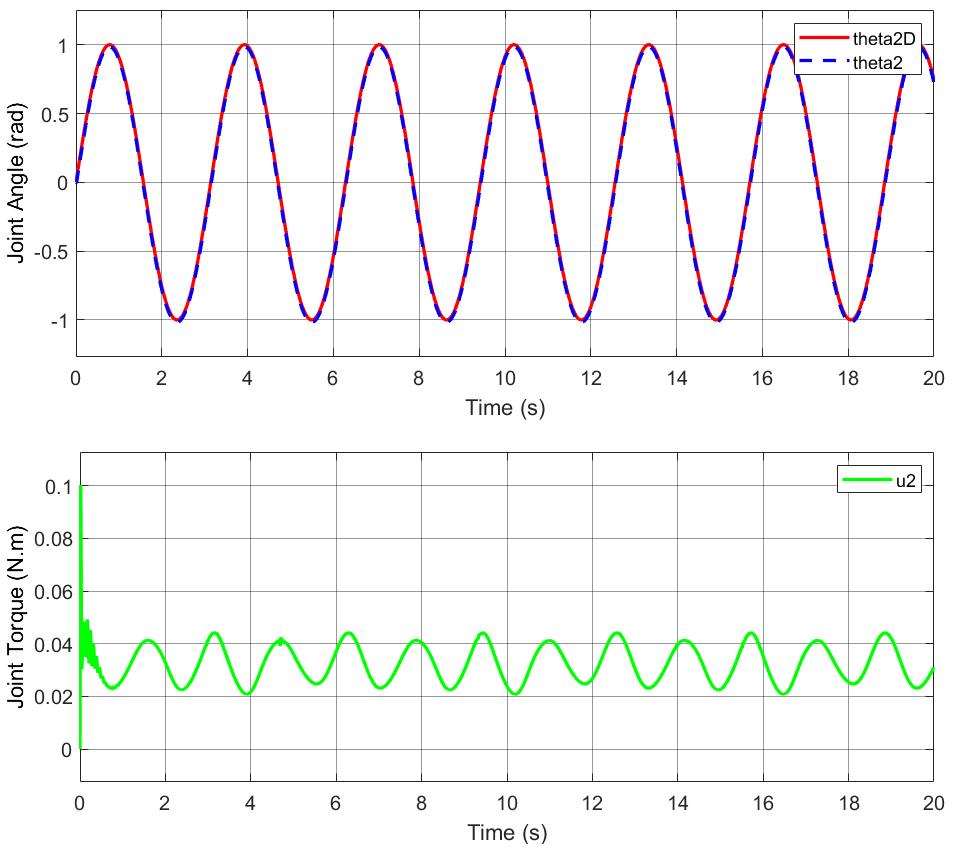 1
0.5
0
-0.5
-1
Joint Angle (rad)
theta2D
theta2
0 2 4 6 8 10 12 14 16 18 20
Time (s)
0.1
0.08
0.06
0.04
0.02
0
Joint Torque (N.m)
u2
0 2 4 6 8 10 12 14 16 18 20
Time (s)